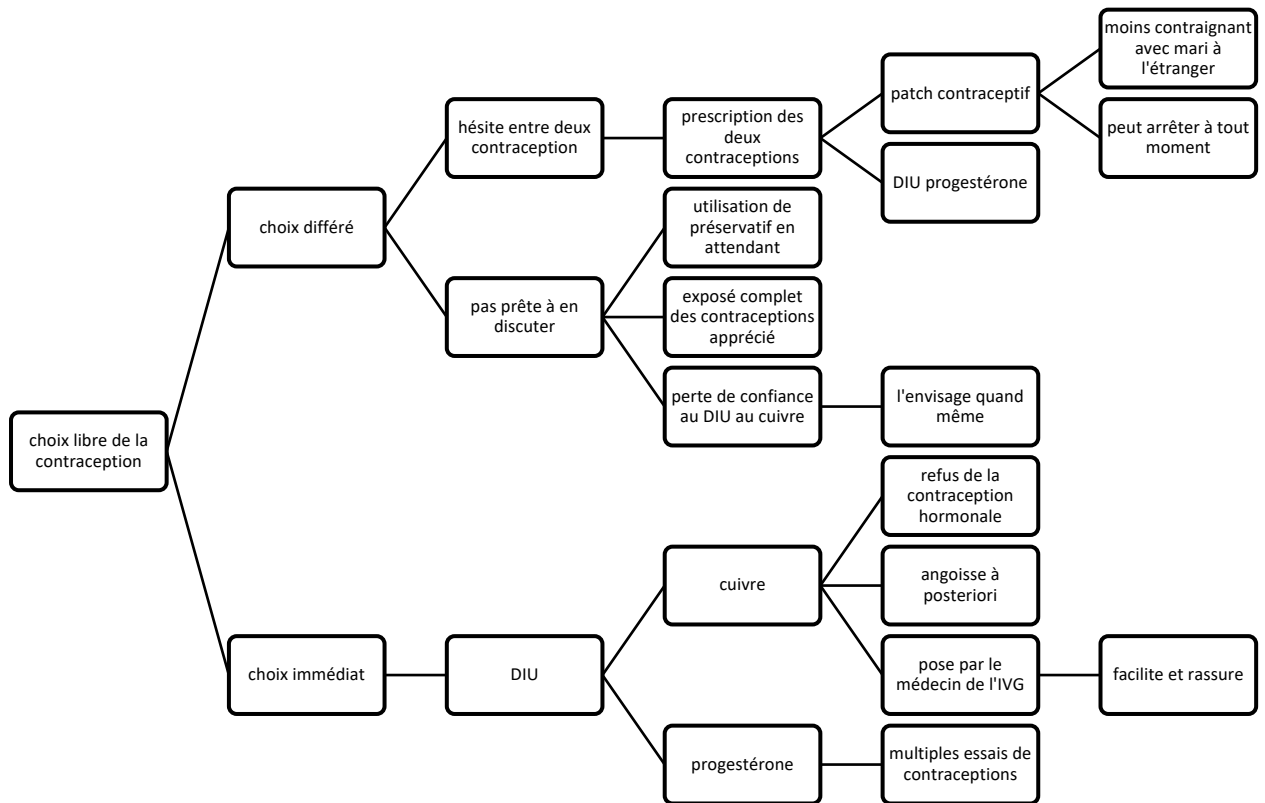 choix libre de la
contraception
choix différé
hésite entre deux
contraception
prescription des
deux
contraceptions
patch contraceptif
moins contraignant
avec mari à
l'étranger
peut arrêter à tout
moment
DIU progestérone
pas prête à en
discuter
utilisation de
préservatif en
attendant
exposé complet
des contraceptions
apprécié
perte de confiance
au DIU au cuivre
l'envisage quand
même
choix immédiat
DIU
cuivre
refus de la
contraception
hormonale
angoisse à
posteriori
pose par le
médecin de l'IVG
facilite et rassure
progestérone
multiples essais de
contraceptions